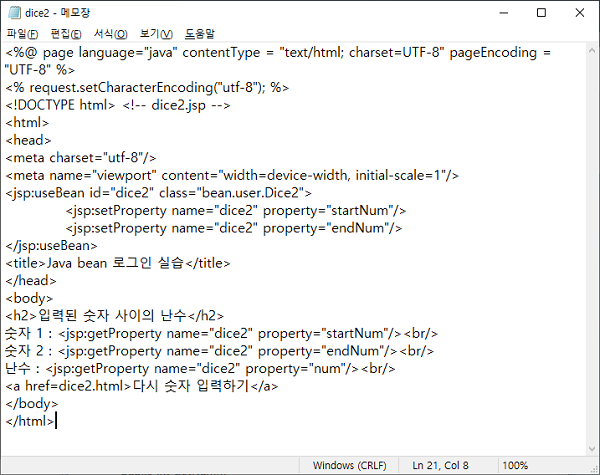 dice2 - 메모장
파일(F) 편집(E) 서식(O) 보기(V) 도움말
<%@ page language="java" contentType = "text/html; charset=UTF-8" pageEncoding =
"UTF-8" %>
<% request.setCharacterEncoding("utf-8"); %>
<!DOCTYPE html> <!-- dice2.jsp -->
<html>
<head>
<meta charset="utf-8"/>
<meta name="viewport" content="width=device-width, initial-scale=1"/>
<jsp:useBean id="dice2" class="bean.user.Dice2">
<jsp:setProperty name="dice2" property="startNum"/>
<jsp:setProperty name="dice2" property="endNum"/>
</jsp:useBean>
<title>Java bean 로그인 실습</title>
</head>
<body>
<h2>입력된 숫자 사이의 난수</h2>
숫자 1 : <jsp:getProperty name="dice2" property="startNum"/><br/>
숫자 2 : <jsp:getProperty name="dice2" property="endNum"/><br/>
난수 : <jsp:getProperty name="dice2" property="num"/><br/>
<a href=dice2.html>다시 숫자 입력하기</a>
</body>
</html>
Windows (CRLF) Ln 21, Col 8 100%